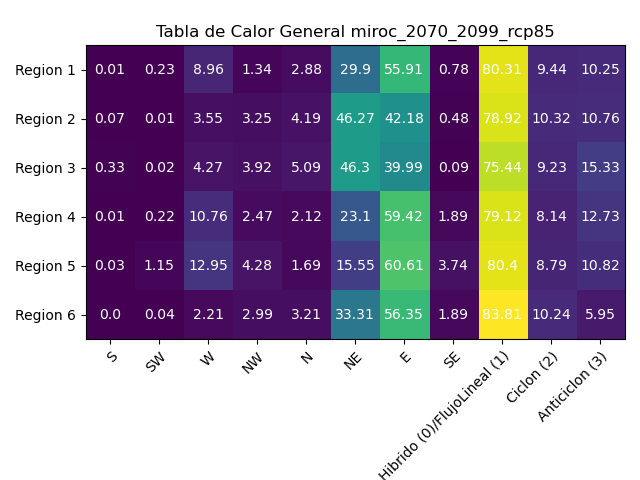 Tabla de Calor General miroc_2070_2099_rcp85
Region 1 0.01 0.23 8.96 1.34 2.88 29.9 55.91 0.78 80.31 9.44 10.25
Region 2 0.07 0.01 3.55 3.25 4.19 46.27 42.18 0.48 78.92 10.32 10.76
Region 3 0.33 0.02 4.27 3.92 5.09 46.3 39.99 0.09 75.44 9.23 15.33
Region 4 0.01 0.22 10.76 2.47 2.12 23.1 59.42 1.89 79.12 8.14 12.73
Region 5 0.03 1.15 12.95 4.28 1.69 15.55 60.61 3.74 80.4 8.79 10.82
Region 6 0.0 0.04 2.21 2.99 3.21 33.31 56.35 1.89 83.81 10.24 5.95
S SW W NW N NE E SE Hibrido (0)/FlujoLineal (1) Ciclon (2) Anticiclon (3)